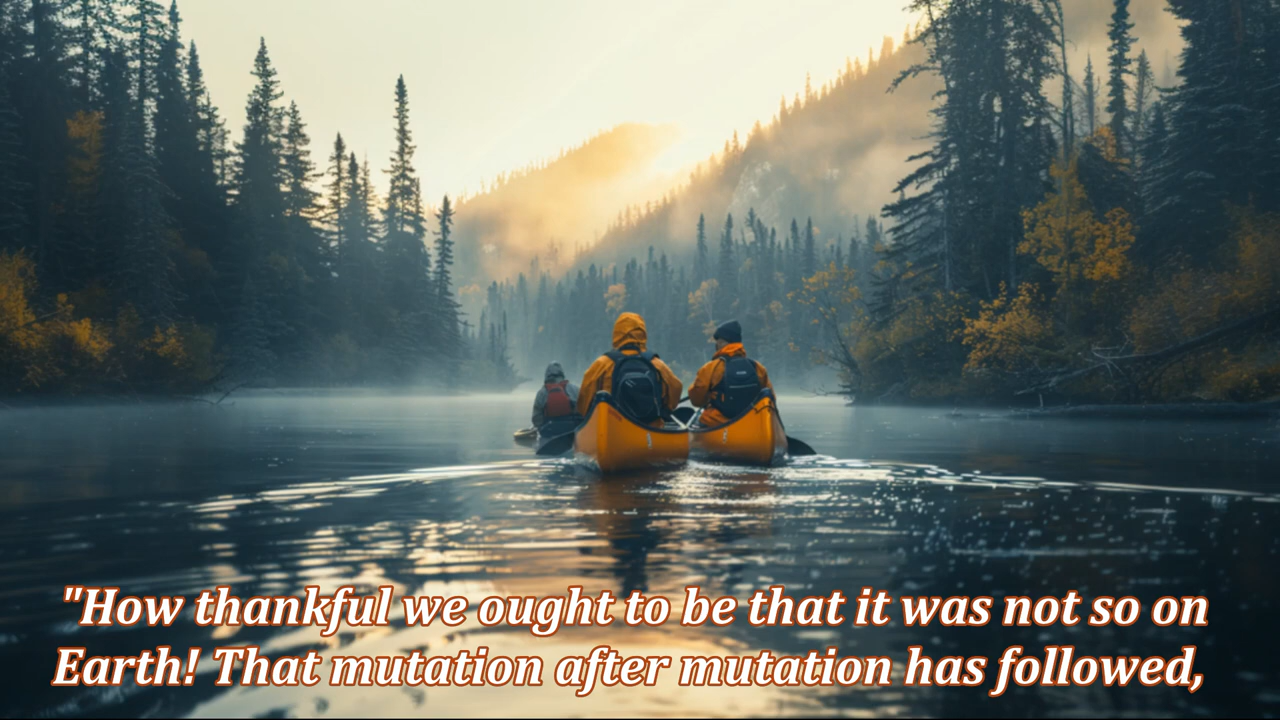 "How thankful we ought to be that it was not so on
Earth! That mutation after mutation has followed,